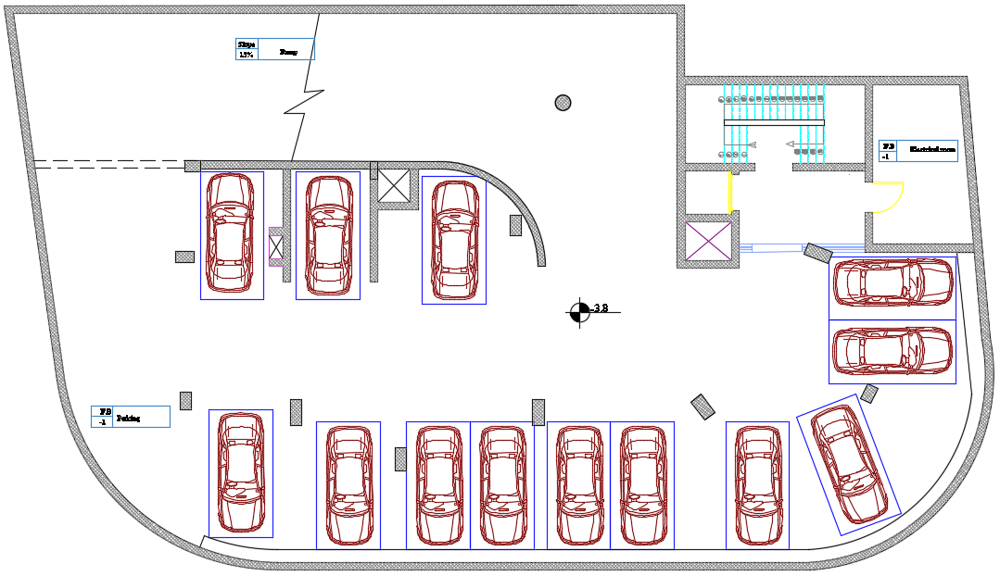 Slope
15%
Ramp
F.B
-1
Electrical room
-3.8
F.B
-1
Parking